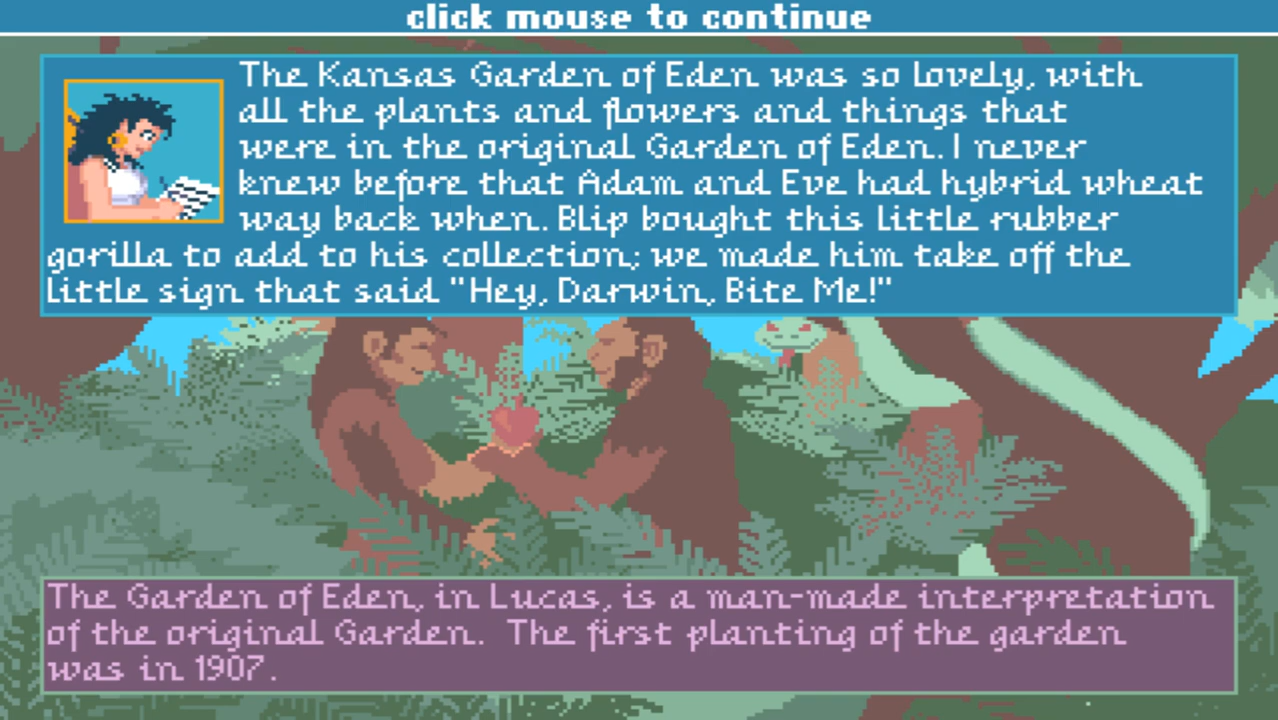 click mouse to continue
The Kansas Garden of Eden was so lovely, with
all the plants and flowers and things that
were in the original Garden of Eden. I never
knew before that Adam and Eve had hybrid wheat
way back when. Blip bought this little rubber
gorilla to add to his collection; we made him take off the
little sign that said "Hey, Darwin, Bite Me!"
The Garden of Eden, in Lucas, is a man-made interpretation
of the original Garden. The first planting of the garden
was in 1907.